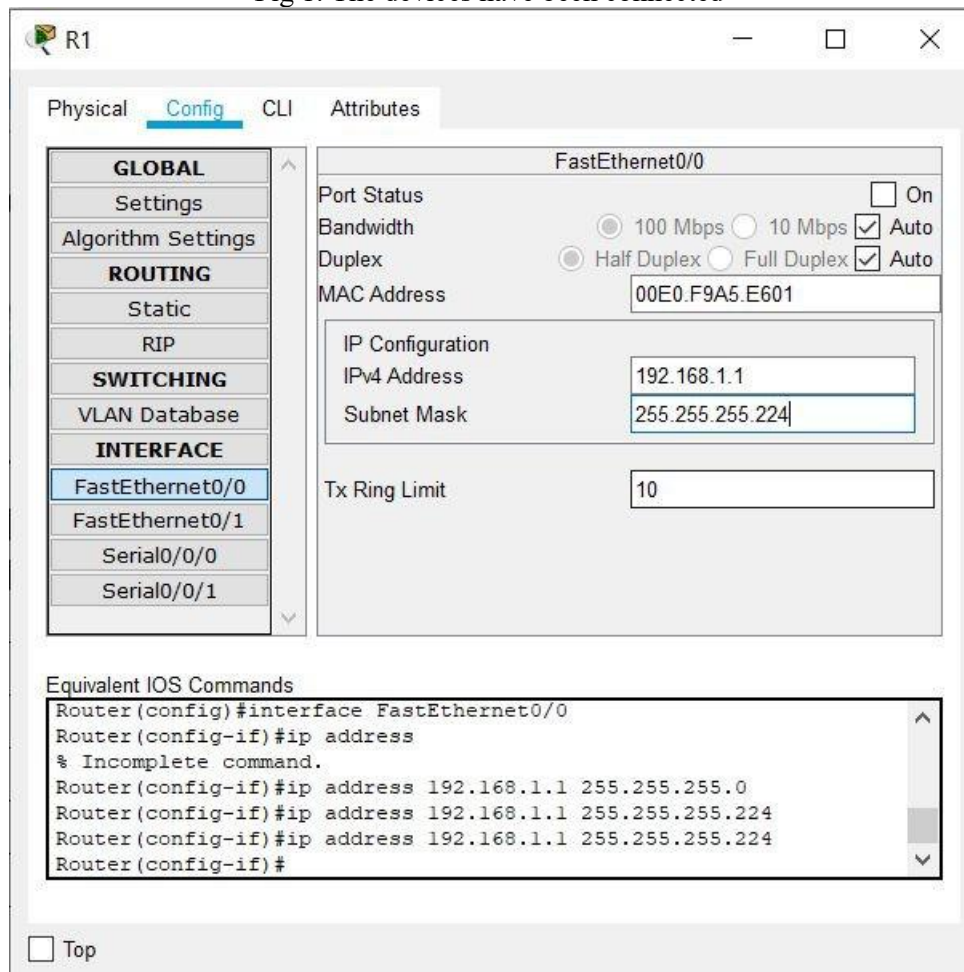 Fig 1: The devices have been connected
R1
Physical Config CLI Attributes
GLOBAL
Settings
Algorithm Settings
ROUTING
Static
RIP
SWITCHING
VLAN Database
INTERFACE
FastEthernet0/0
FastEthernet0/1
Serial0/0/0
Serial0/0/1
FastEthernet0/0
Port Status On
Bandwidth 100 Mbps 10 Mbps Auto
Duplex Half Duplex Full Duplex Auto
MAC Address 00E0.F9A5.E601
IP Configuration
IPv4 Address 192.168.1.1
Subnet Mask 255.255.255.224
Tx Ring Limit 10
Equivalent IOS Commands
Router(config)#interface FastEthernet0/0
Router(config-if)#ip address
% Incomplete command.
Router(config-if)#ip address 192.168.1.1 255.255.255.0
Router(config-if)#ip address 192.168.1.1 255.255.255.224
Router(config-if)#ip address 192.168.1.1 255.255.255.224
Router(config-if)#
Top